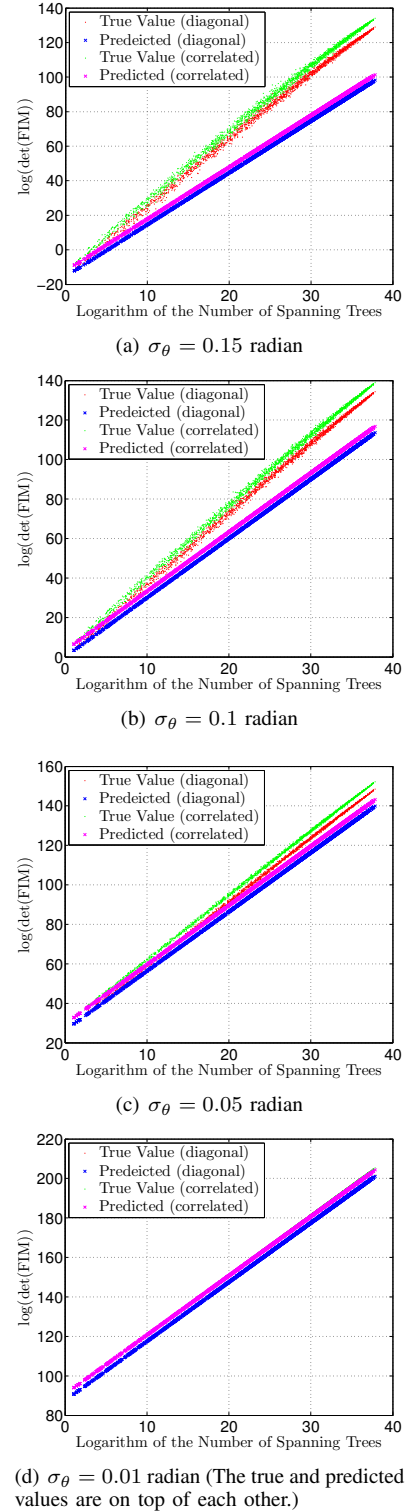 140
120
100
80
60
40
20
0
−20
log(det(FIM))
True Value (diagonal)
Predeicted (diagonal)
True Value (correlated)
Predicted (correlated)
0 10 20 30 40
Logarithm of the Number of Spanning Trees
(a) σθ = 0.15 radian
140
120
100
80
60
40
20
0
log(det(FIM))
True Value (diagonal)
Predeicted (diagonal)
True Value (correlated)
Predicted (correlated)
0 10 20 30 40
Logarithm of the Number of Spanning Trees
(b) σθ = 0.1 radian
160
140
120
100
80
60
40
20
log(det(FIM))
True Value (diagonal)
Predeicted (diagonal)
True Value (correlated)
Predicted (correlated)
0 10 20 30 40
Logarithm of the Number of Spanning Trees
(c) σθ = 0.05 radian
220
200
180
160
140
120
100
80
log(det(FIM))
True Value (diagonal)
Predeicted (diagonal)
True Value (correlated)
Predicted (correlated)
0 10 20 30 40
Logarithm of the Number of Spanning Trees
(d) σθ = 0.01 radian (The true and predicted
values are on top of each other.)